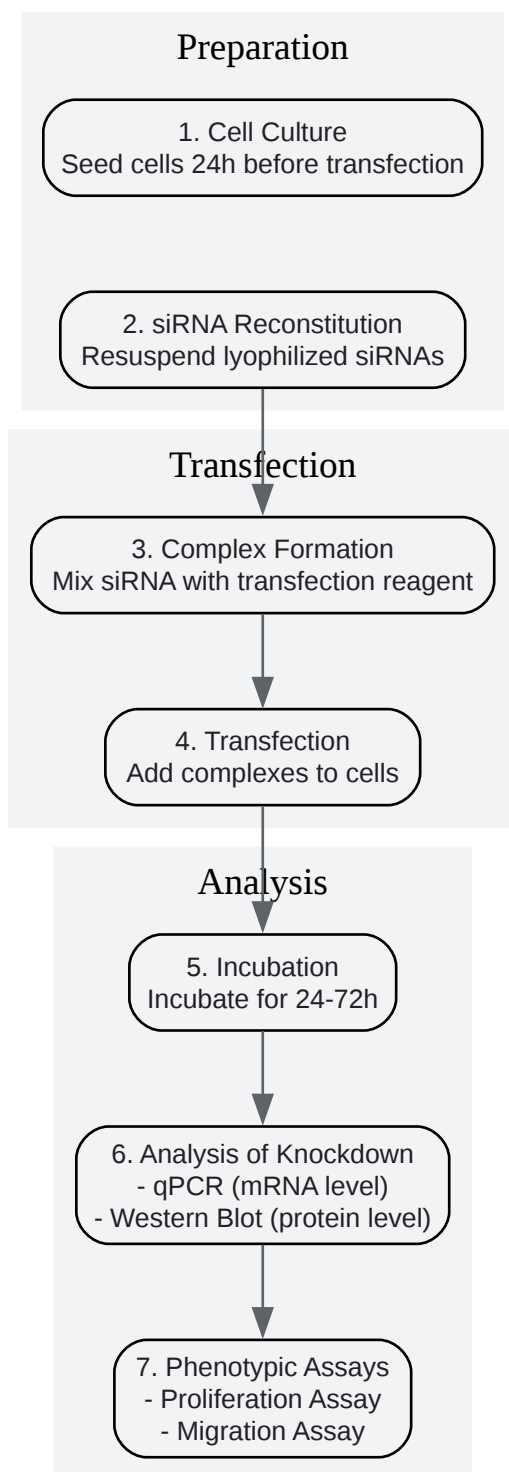 Preparation
1. Cell Culture
Seed cells 24h before transfection
2. siRNA Reconstitution
Resuspend lyophilized siRNAs
Transfection
3. Complex Formation
Mix siRNA with transfection reagent
4. Transfection
Add complexes to cells
Analysis
5. Incubation
Incubate for 24-72h
6. Analysis of Knockdown
- qPCR (mRNA level)
- Western Blot (protein level)
7. Phenotypic Assays
- Proliferation Assay
- Migration Assay